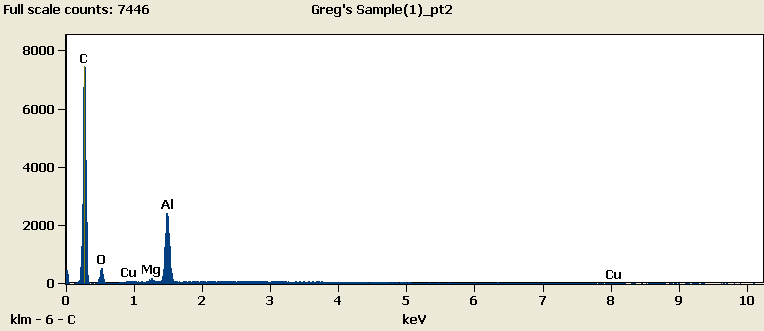 Full scale counts: 7446 Greg's Sample(1)_pt2
8000
6000
4000
2000
0
C
O
Cu
Mg
Al
Cu
0 1 2 3 4 5 6 7 8 9 10
klm - 6 - C keV